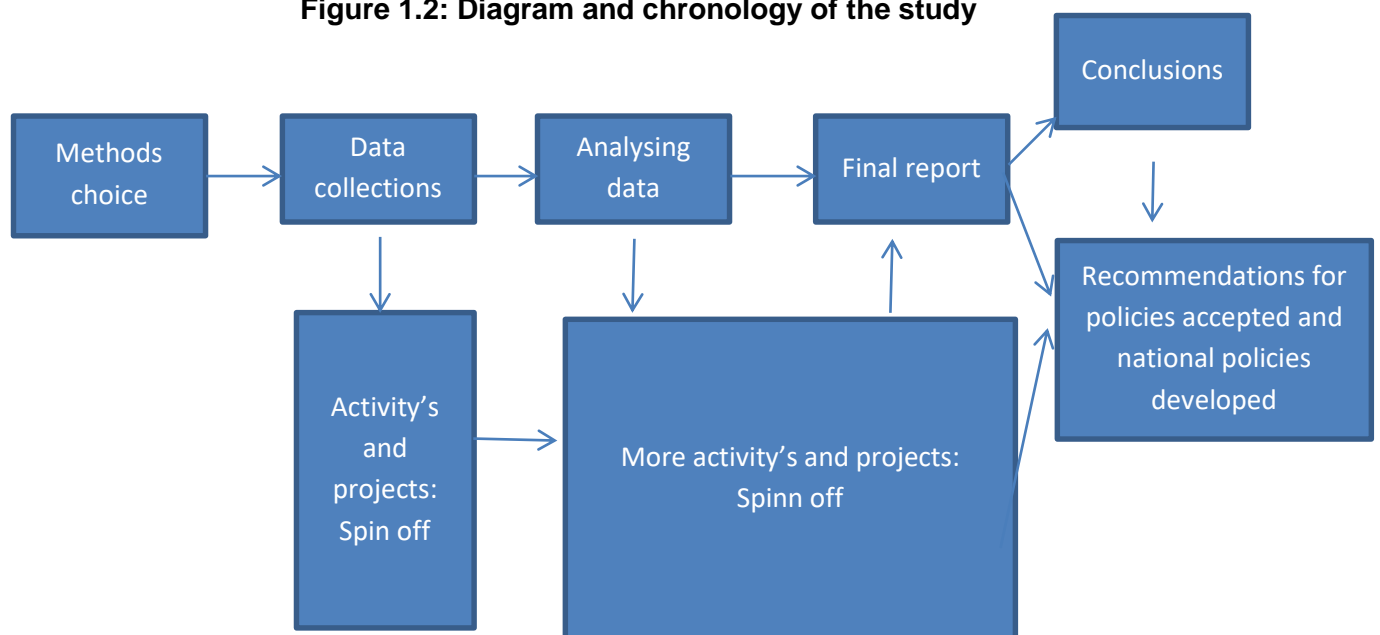 Figure 1.2: Diagram and chronology of the study
Conclusions
Methods
choice
Data
collections
Analysing
data
Final report
Recommendations for
policies accepted and
national policies
developed
Activity’s
and
projects:
Spin off
More activity’s and projects:
Spinn off